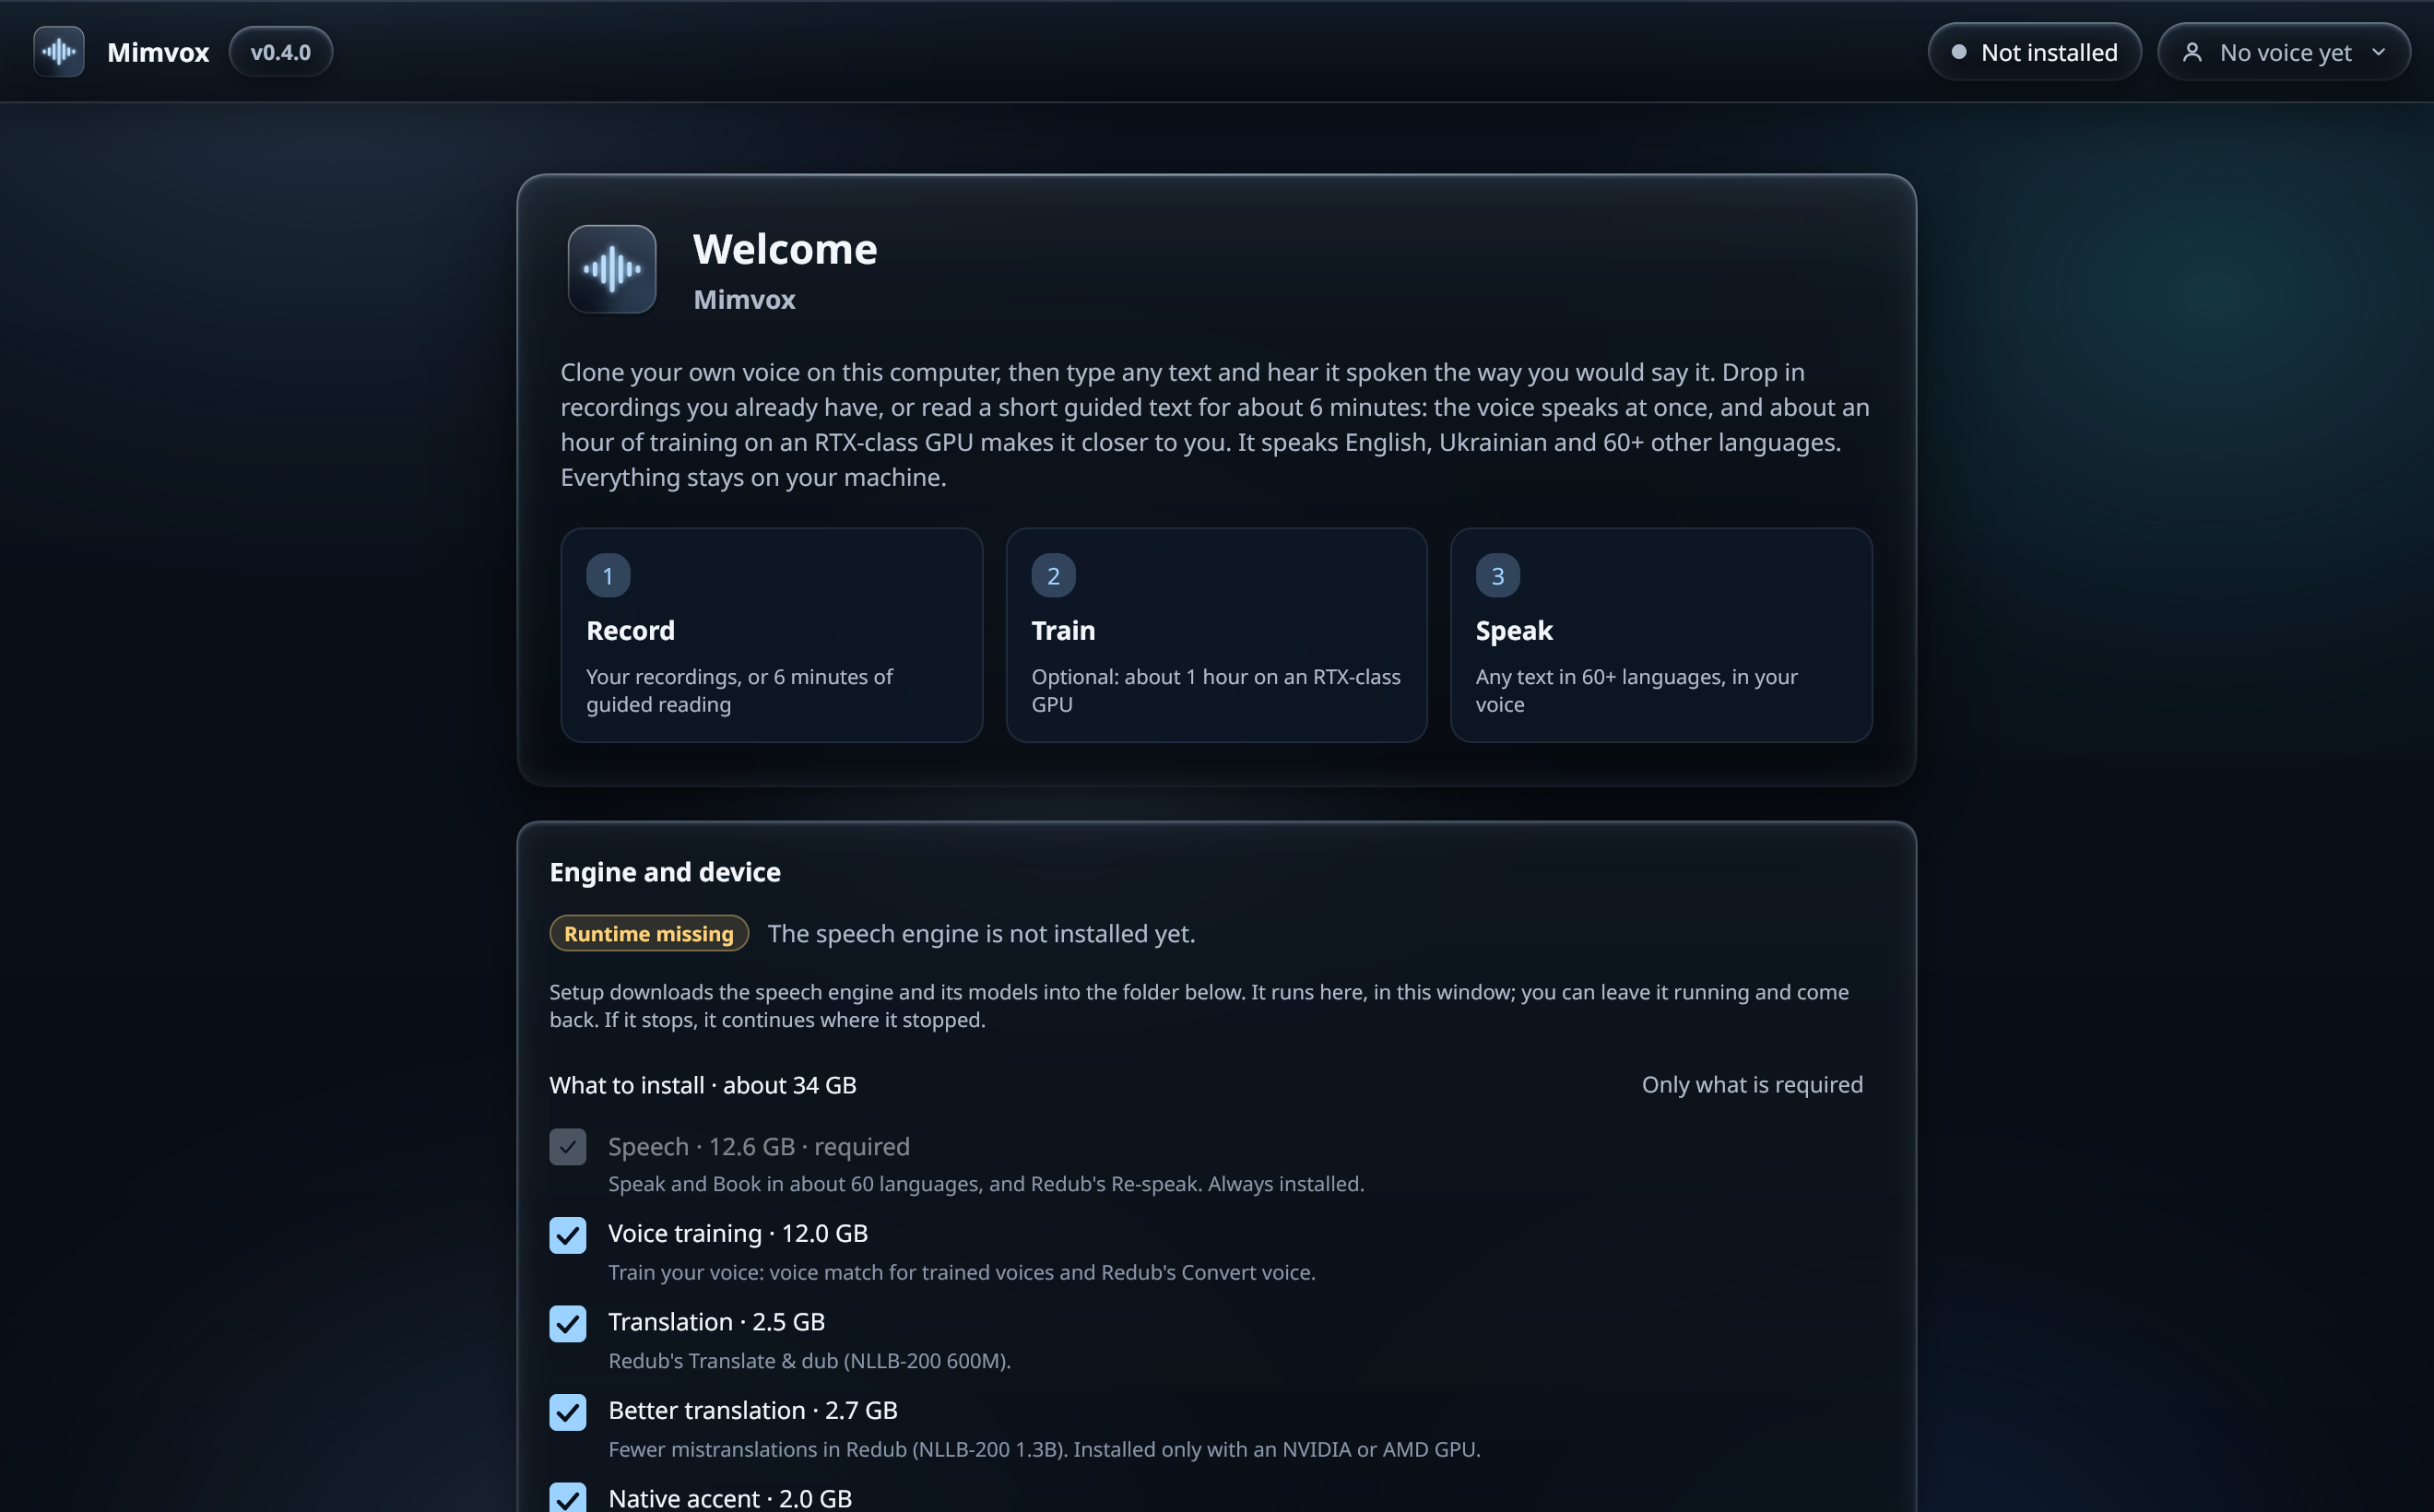 Mimvox
v0.4.0
Not installed
No voice yet
Welcome
Mimvox
Clone your own voice on this computer, then type any text and hear it spoken the way you would say it. Drop in
recordings you already have, or read a short guided text for about 6 minutes: the voice speaks at once, and about an
hour of training on an RTX-class GPU makes it closer to you. It speaks English, Ukrainian and 60+ other languages.
Everything stays on your machine.
1
Record
Your recordings, or 6 minutes of
guided reading
2
Train
Optional: about 1 hour on an RTX-class
GPU
3
Speak
Any text in 60+ languages, in your
voice
Engine and device
Runtime missing
The speech engine is not installed yet.
Setup downloads the speech engine and its models into the folder below. It runs here, in this window; you can leave it running and come
back. If it stops, it continues where it stopped.
What to install · about 34 GB
Only what is required
Speech · 12.6 GB · required
Speak and Book in about 60 languages, and Redub's Re-speak. Always installed.
Voice training · 12.0 GB
Train your voice: voice match for trained voices and Redub's Convert voice.
Translation · 2.5 GB
Redub's Translate & dub (NLLB-200 600M).
Better translation · 2.7 GB
Fewer mistranslations in Redub (NLLB-200 1.3B). Installed only with an NVIDIA or AMD GPU.
Native accent · 2.0 GB